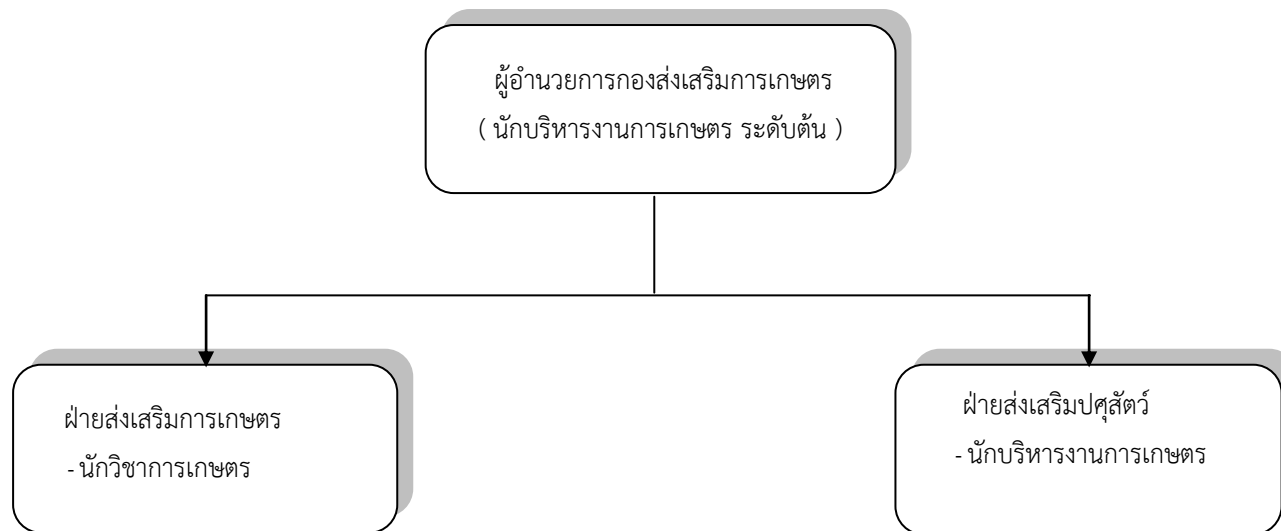 ผู้อำนวยการกองส่งเสริมการเกษตร
( นักบริหารงานการเกษตร ระดับต้น )
ฝ่ายส่งเสริมการเกษตร
- นักวิชาการเกษตร
ฝ่ายส่งเสริมปศุสัตว์
- นักบริหารงานการเกษตร